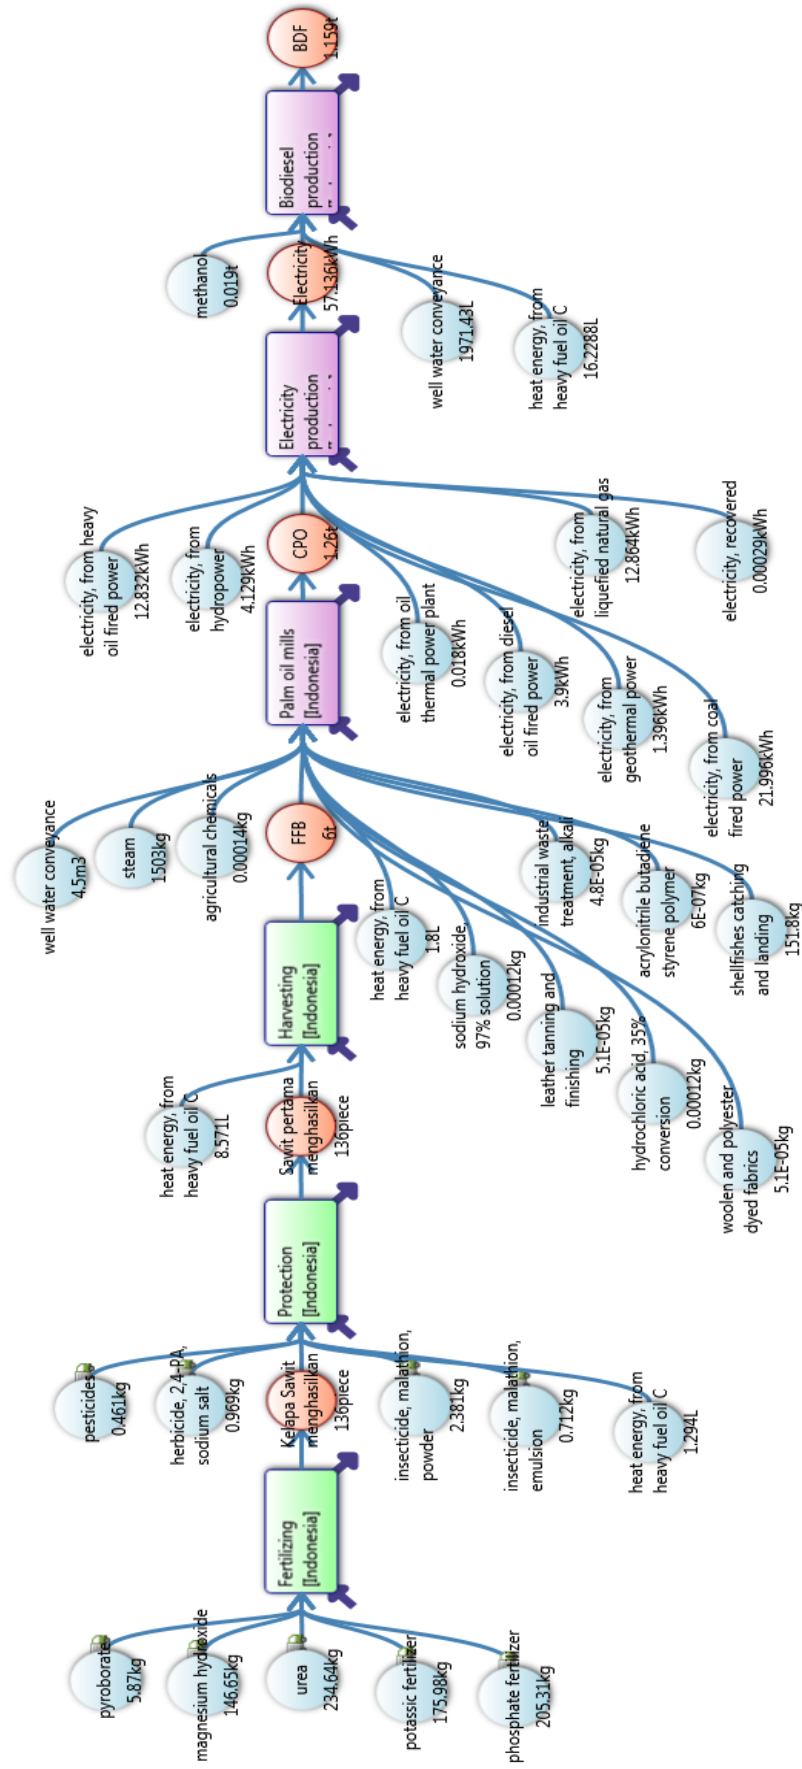 pyroborate
5.87kg
magnesium hydroxide
146.65kg
urea
234.64kg
potassic fertilizer
175.98kg
phosphate fertilizer
205.31kg
Fertilizing
[Indonesia]
pesticides
0.461kg
herbicide, 2,4-PA,
sodium salt
0.969kg
Kelapa Sawit
menghasilkan
136piece
insecticide, malathion,
powder
2.381kg
insecticide, malathion,
emulsion
0.712kg
heat energy, from
heavy fuel oil C
1.294L
Protection
[Indonesia]
heat energy, from
heavy fuel oil C
8.571L
Sawit pertama
menghasilkan
136piece
Harvesting
[Indonesia]
well water conveyance
4.5m3
steam
1503kg
agricultural chemicals
0.00014kg
FFB
6t
heat energy, from
heavy fuel oil C
1.8L
sodium hydroxide,
97% solution
0.00012kg
leather tanning and
finishing
5.1E-05kg
hydrochloric acid, 35%
conversion
0.00012kg
woolen and polyester
dyed fabrics
5.1E-05kg
industrial waste
treatment, alkali
4.8E-05kg
acrylonitrile butadiene
styrene polymer
6E-07kg
shellfishes catching
and landing
151.8kg
Palm oil mills
[Indonesia]
electricity, from heavy
oil fired power
12.832kWh
electricity, from
hydropower
4.129kWh
CPO
1.26t
electricity, from oil
thermal power plant
0.018kWh
electricity, from diesel
oil fired power
3.9kWh
electricity, from
geothermal power
1.396kWh
electricity, from coal
fired power
21.996kWh
electricity, from
liquefied natural gas
12.864kWh
electricity, recovered
0.00029kWh
Electricity
production
methanol
0.019t
Electricity
57.136kWh
well water conveyance
1971.43L
heat energy, from
heavy fuel oil C
16.2288L
Biodiesel
production
BDF
1.159t